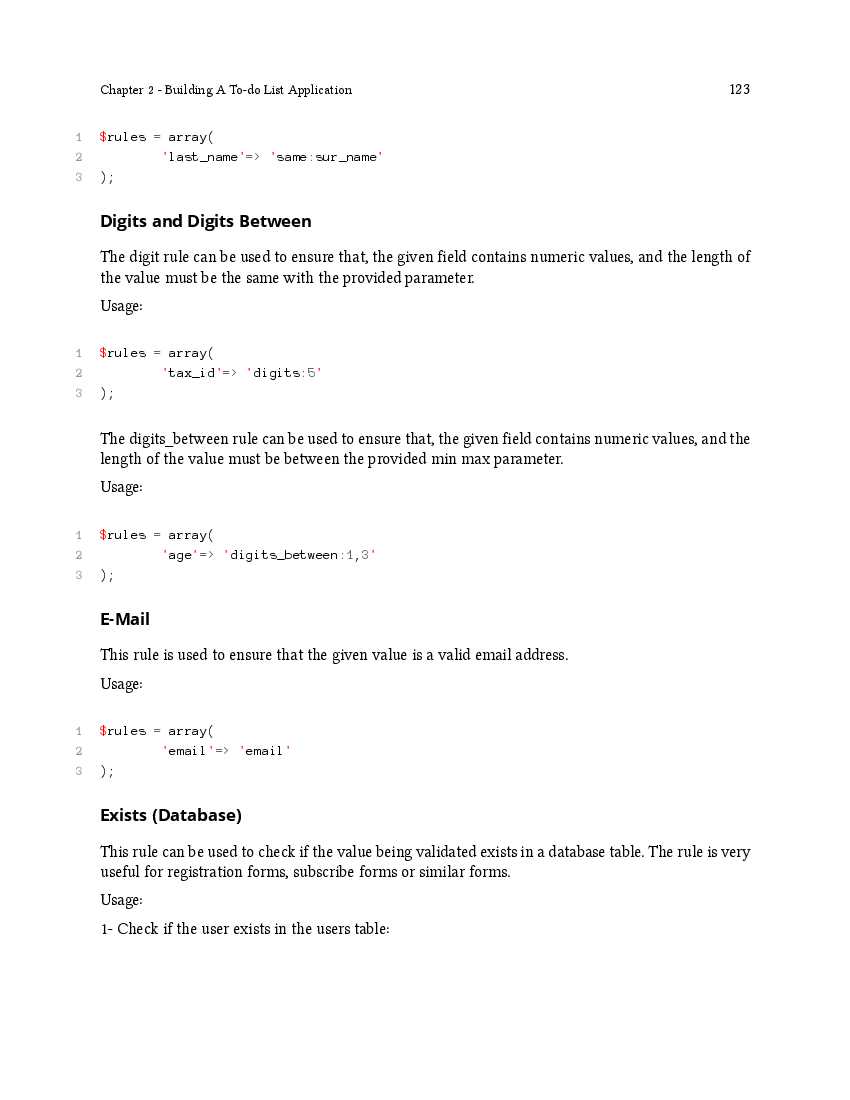 Chapter 2 - Building A To-do List Application 123
1 $rules = array(
2 'last_name'=> 'same:sur_name'
3 );
Digits and Digits Between
The digit rule can be used to ensure that, the given field contains numeric values, and the length of
the value must be the same with the provided parameter.
Usage:
1 $rules = array(
2 'tax_id'=> 'digits:5'
3 );
The digits_between rule can be used to ensure that, the given field contains numeric values, and the
length of the value must be between the provided min max parameter.
Usage:
1 $rules = array(
2 'age'=> 'digits_between:1,3'
3 );
E-Mail
This rule is used to ensure that the given value is a valid email address.
Usage:
1 $rules = array(
2 'email'=> 'email'
3 );
Exists (Database)
This rule can be used to check if the value being validated exists in a database table. The rule is very
useful for registration forms, subscribe forms or similar forms.
Usage:
1- Check if the user exists in the users table: